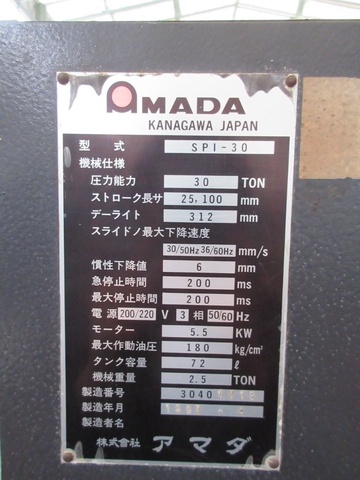 AMADA
KANAGAWA JAPAN
型式 SPI-30
機械仕様
圧力能力 30 TON
ストローク長サ 25,100 mm
デーライト 312 mm
スライドノ最大下降速度
30/50Hz 36/60Hz mm/s
慣性下降値 6 mm
急停止時間 200 ms
最大停止時間 200 ms
電源 200/220 V 3 相 50/60 Hz
モーター 5.5 KW
最大作動油圧 180 kg/cm²
タンク容量 72 ℓ
機械重量 2.5 TON
製造番号 3040
製造年月
製造者名
株式会社 アマダ